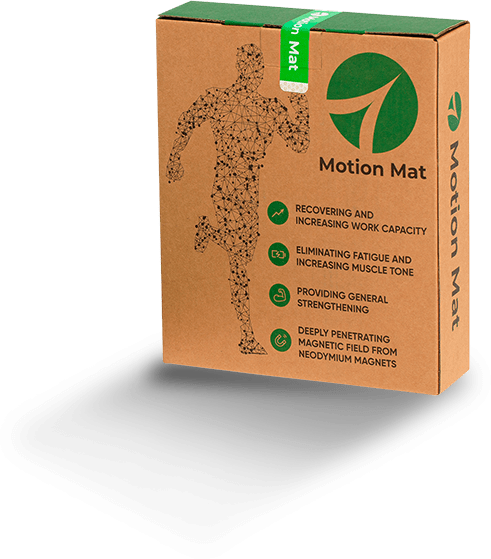 Motion Mat
Motion Mat
RECOVERING AND
INCREASING WORK CAPACITY
ELIMINATING FATIGUE AND
INCREASING MUSCLE TONE
PROVIDING GENERAL
STRENGTHENING
DEEPLY PENETRATING
MAGNETIC FIELD FROM
NEODYMIUM MAGNETS
Motion Mat